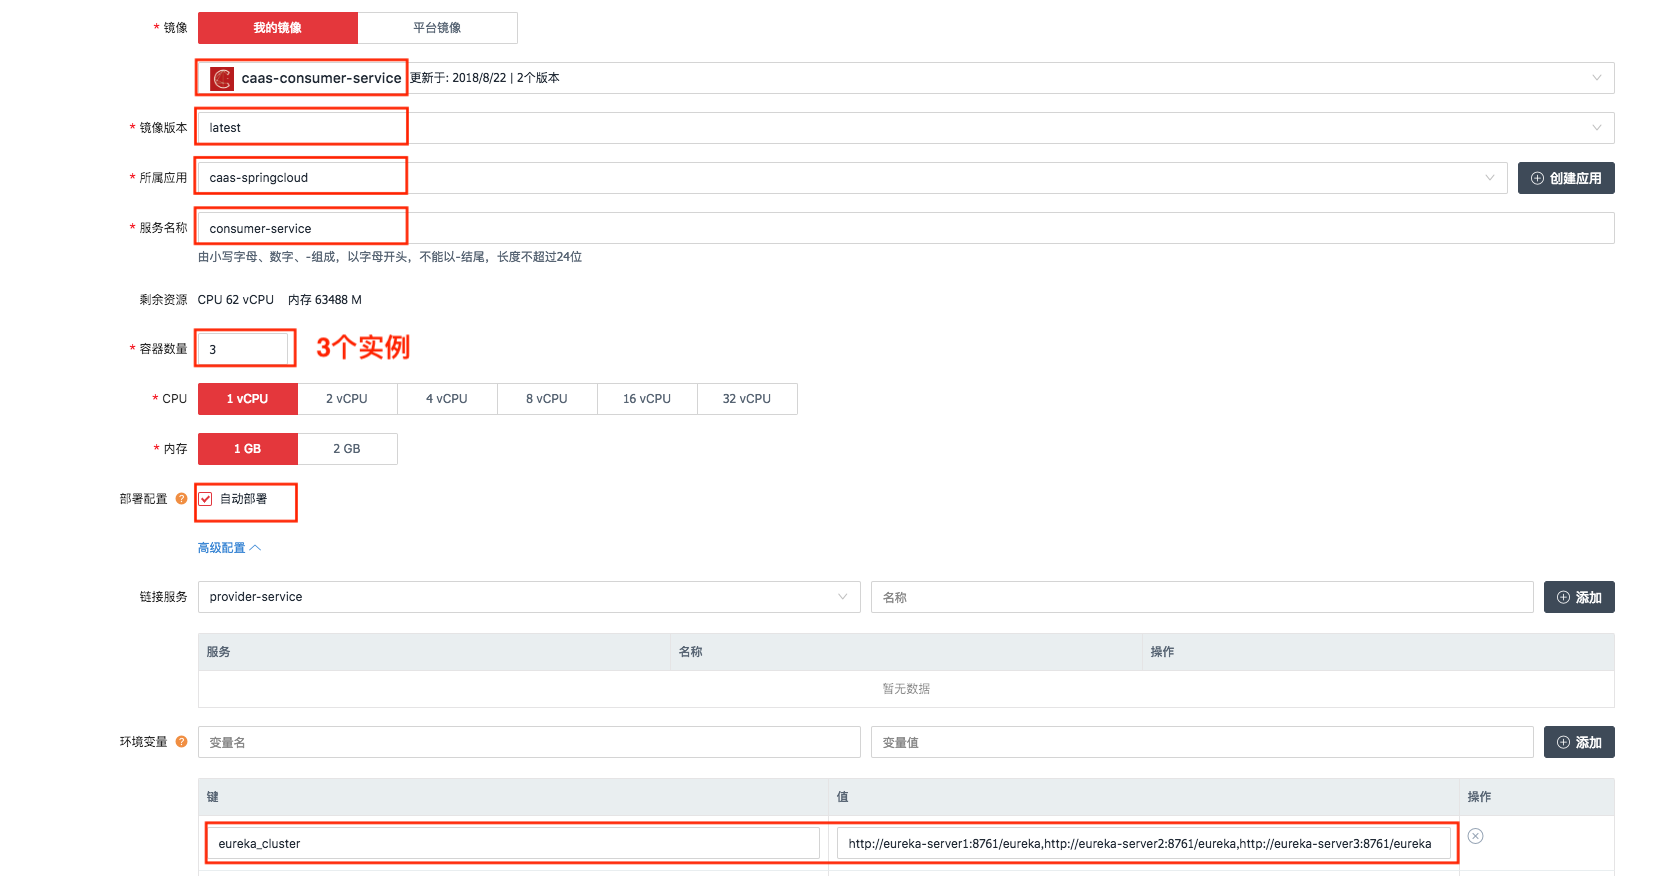 * 镜像 我的镜像 平台镜像
caas-consumer-service 更新于: 2018/8/22 | 2个版本
* 镜像版本 latest
* 所属应用 caas-springcloud 创建应用
* 服务名称 consumer-service
由小写字母、数字、-组成，以字母开头，不能以-结尾，长度不超过24位
剩余资源 CPU 62 vCPU 内存 63488 M
* 容器数量 3 3个实例
* CPU 1 vCPU 2 vCPU 4 vCPU 8 vCPU 16 vCPU 32 vCPU
* 内存 1 GB 2 GB
部署配置 ? 自动部署
高级配置
链接服务 provider-service 名称 添加
服务 名称 操作
暂无数据
环境变量 ? 变量名 变量值 添加
键 值 操作
eureka_cluster http://eureka-server1:8761/eureka,http://eureka-server2:8761/eureka,http://eureka-server3:8761/eureka